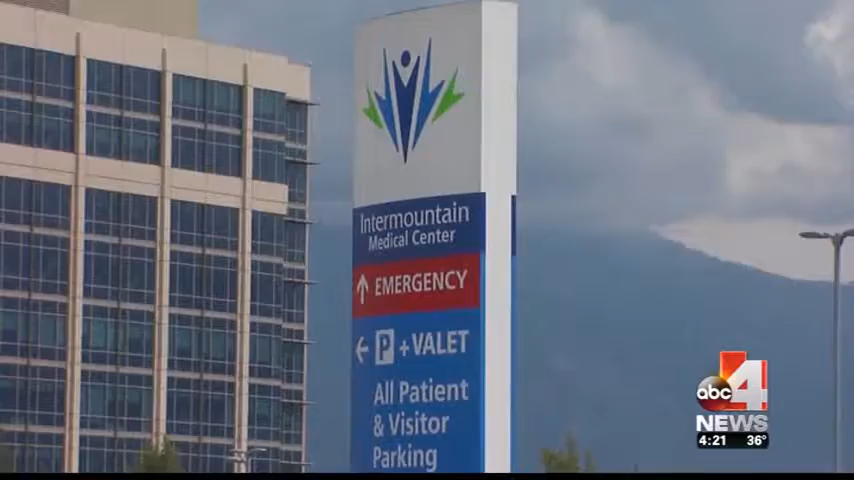 Intermountain
Medical Center
↑ EMERGENCY
← P + VALET
All Patient
& Visitor
Parking
abc 4
NEWS
4:21 36°